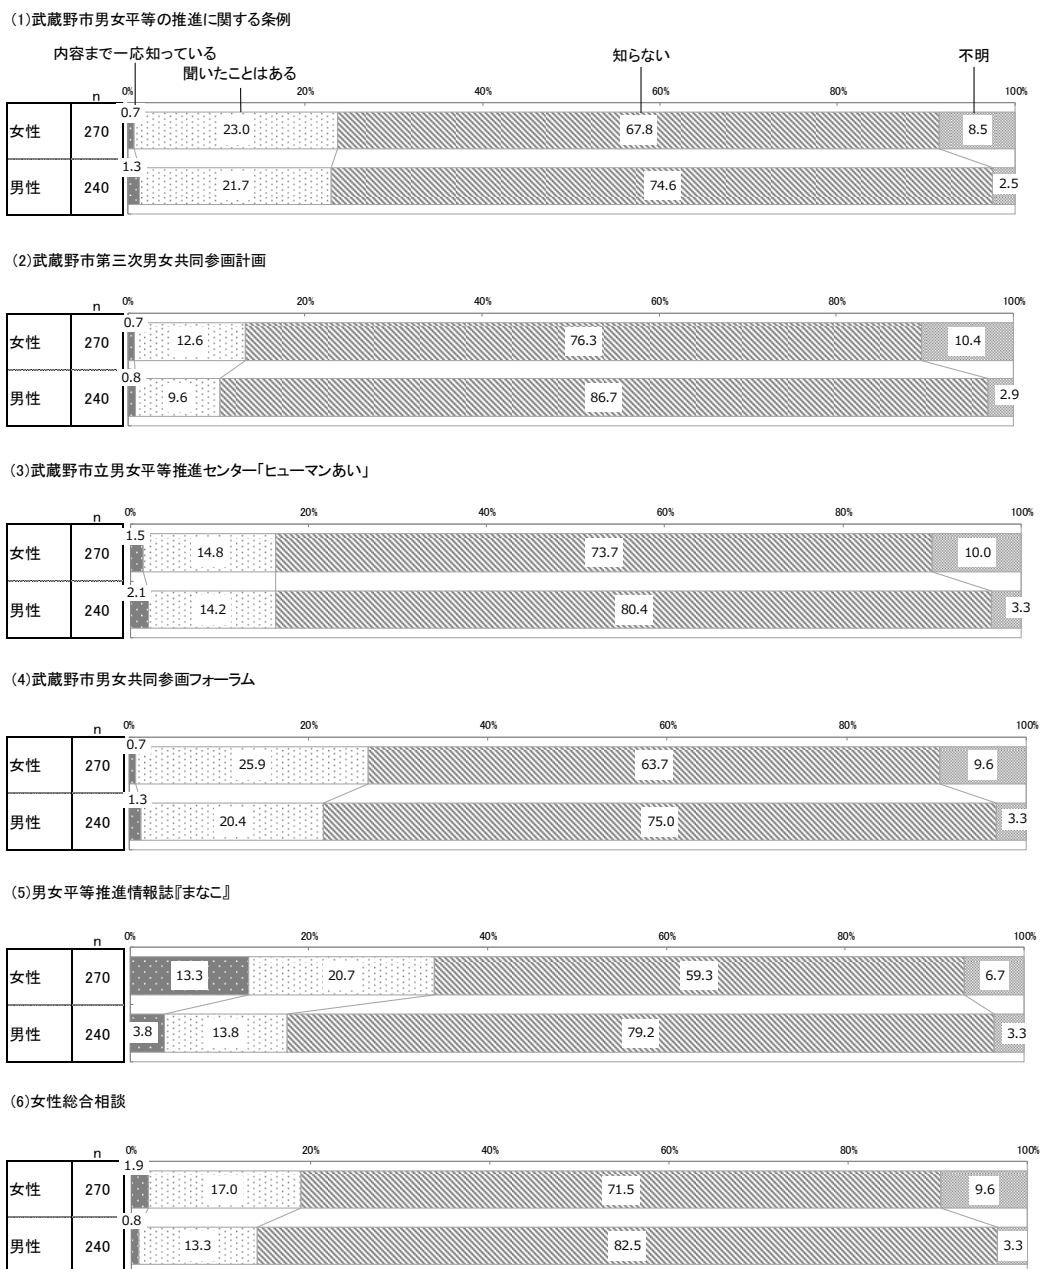 (1)武蔵野市男女平等の推進に関する条例
内容まで一応知っている
聞いたことはある
知らない
不明
n 0% 20% 40% 60% 80% 100%
女性 270 0.7 23.0 67.8 8.5
男性 240 1.3 21.7 74.6 2.5
(2)武蔵野市第三次男女共同参画計画
n 0% 20% 40% 60% 80% 100%
女性 270 0.7 12.6 76.3 10.4
男性 240 0.8 9.6 86.7 2.9
(3)武蔵野市立男女平等推進センター「ヒューマンあい」
n 0% 20% 40% 60% 80% 100%
女性 270 1.5 14.8 73.7 10.0
男性 240 2.1 14.2 80.4 3.3
(4)武蔵野市男女共同参画フォーラム
n 0% 20% 40% 60% 80% 100%
女性 270 0.7 25.9 63.7 9.6
男性 240 1.3 20.4 75.0 3.3
(5)男女平等推進情報誌『まなこ』
n 0% 20% 40% 60% 80% 100%
女性 270 13.3 20.7 59.3 6.7
男性 240 3.8 13.8 79.2 3.3
(6)女性総合相談
n 0% 20% 40% 60% 80% 100%
女性 270 1.9 17.0 71.5 9.6
男性 240 0.8 13.3 82.5 3.3